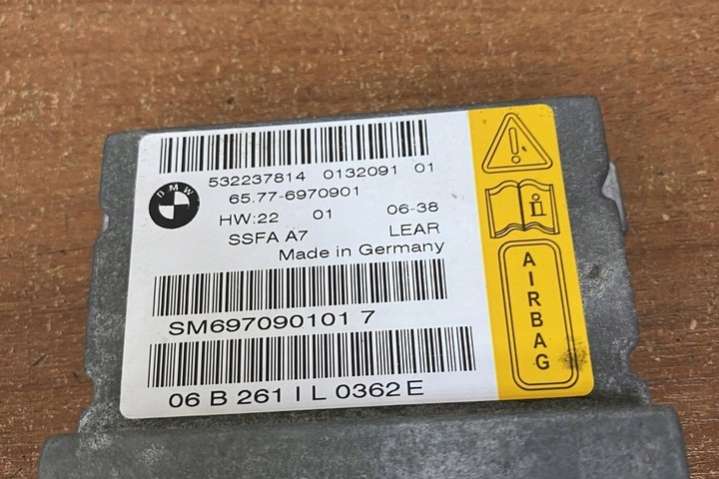 532237814 0132091 01
65.77-6970901
BMW
HW:22 01 06-38
SSFA A7 LEAR
Made in Germany
SM697090101 7
06 B 261 I L 0362 E
i
AIRBAG